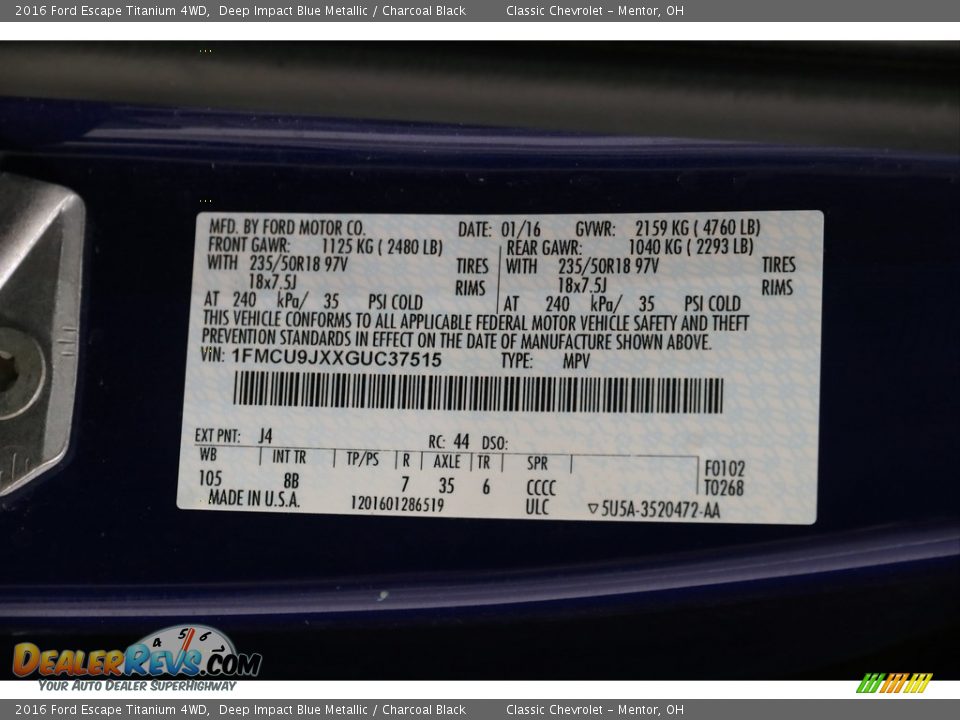 2016 Ford Escape Titanium 4WD, Deep Impact Blue Metallic / Charcoal Black Classic Chevrolet - Mentor, OH
MFD. BY FORD MOTOR CO. DATE: 01/16 GVWR: 2159 KG ( 4760 LB)
FRONT GAWR: 1125 KG ( 2480 LB) REAR GAWR: 1040 KG ( 2293 LB)
WITH 235/50R18 97V TIRES WITH 235/50R18 97V TIRES
18x7.5J RIMS 18x7.5J RIMS
AT 240 kPa/ 35 PSI COLD AT 240 kPa/ 35 PSI COLD
THIS VEHICLE CONFORMS TO ALL APPLICABLE FEDERAL MOTOR VEHICLE SAFETY AND THEFT
PREVENTION STANDARDS IN EFFECT ON THE DATE OF MANUFACTURE SHOWN ABOVE.
VIN: 1FMCU9JXXGUC37515 TYPE: MPV
EXT PNT: J4 RC: 44 DSO:
WB INT TR TP/PS R AXLE TR SPR F0102
105 8B 7 35 6 CCCC T0268
MADE IN U.S.A. 1201601286519 ULC ▽5U5A-3520472-AA
4 5 6
DEALERREVS.COM
YOUR AUTO DEALER SUPERHIGHWAY
2016 Ford Escape Titanium 4WD, Deep Impact Blue Metallic / Charcoal Black Classic Chevrolet - Mentor, OH